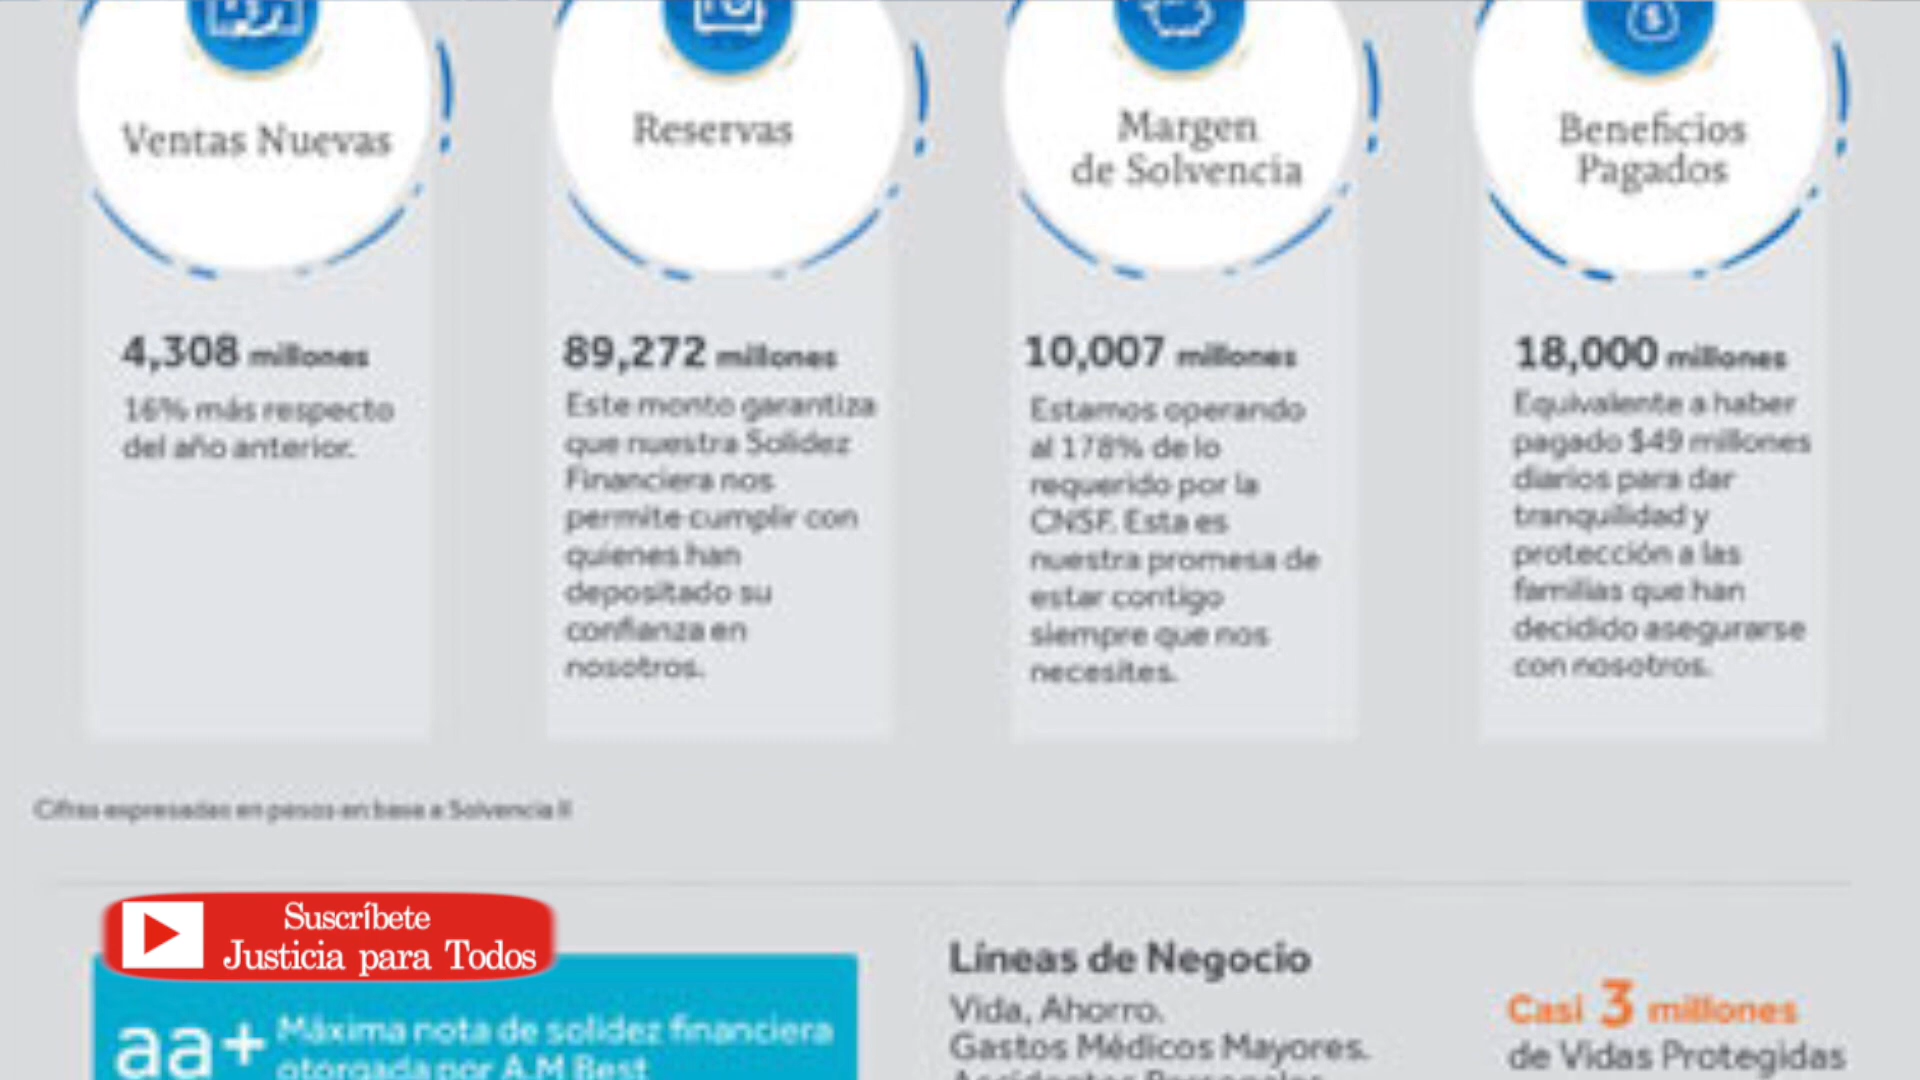 Ventas Nuevas
4,308 millones
16% más respecto
del año anterior.
Reservas
89,272 millones
Este monto garantiza
que nuestra Solidez
Financiera nos
permite cumplir con
quienes han
depositado su
confianza en
nosotros.
Margen
de Solvencia
10,007 millones
Estamos operando
al 178% de lo
requerido por la
CNSF. Esta es
nuestra promesa de
estar contigo
siempre que nos
necesites.
Beneficios
Pagados
18,000 millones
Equivalente a haber
pagado $49 millones
diarios para dar
tranquilidad y
protección a las
familias que han
decidido asegurarse
con nosotros.
Cifras expresadas en pesos en base a Solvencia II
Suscríbete
Justicia para Todos
aa+ Máxima nota de solidez financiera
otorgada por A.M Best
Líneas de Negocio
Vida, Ahorro.
Gastos Médicos Mayores.
Accidentes Personales
Casi 3 millones
de Vidas Protegidas